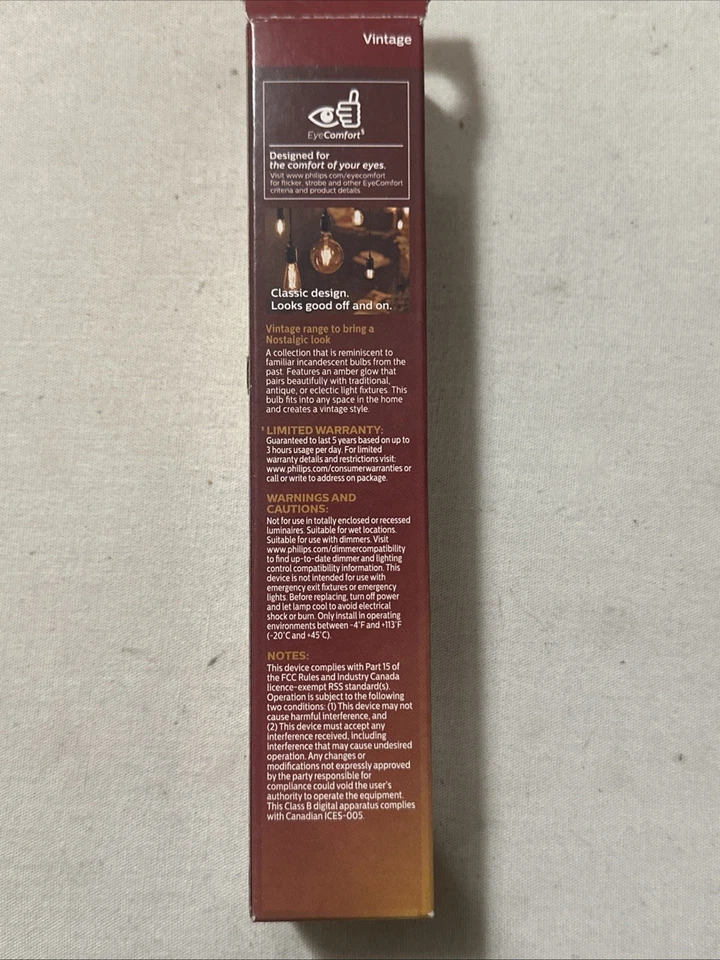 Vintage
EyeComfort§
Designed for
the comfort of your eyes.
Visit www.philips.com/eyecomfort
for flicker, strobe and other EyeComfort
criteria and product details
Classic design.
Looks good off and on.
Vintage range to bring a
Nostalgic look
A collection that is reminiscent to
familiar incandescent bulbs from the
past. Features an amber glow that
pairs beautifully with traditional,
antique, or eclectic light fixtures. This
bulb fits into any space in the home
and creates a vintage style.
¹ LIMITED WARRANTY:
Guaranteed to last 5 years based on up to
3 hours usage per day. For limited
warranty details and restrictions visit:
www.philips.com/consumerwarranties or
call or write to address on package.
WARNINGS AND
CAUTIONS:
Not for use in totally enclosed or recessed
luminaires. Suitable for wet locations.
Suitable for use with dimmers. Visit
www.philips.com/dimmercompatibility
to find up-to-date dimmer and lighting
control compatibility information. This
device is not intended for use with
emergency exit fixtures or emergency
lights. Before replacing, turn off power
and let lamp cool to avoid electrical
shock or burn. Only install in operating
environments between -4°F and +113°F
(-20°C and +45°C).
NOTES:
This device complies with Part 15 of
the FCC Rules and Industry Canada
licence-exempt RSS standard(s).
Operation is subject to the following
two conditions: (1) This device may not
cause harmful interference, and
(2) This device must accept any
interference received, including
interference that may cause undesired
operation. Any changes or
modifications not expressly approved
by the party responsible for
compliance could void the user's
authority to operate the equipment.
This Class B digital apparatus complies
with Canadian ICES-005.